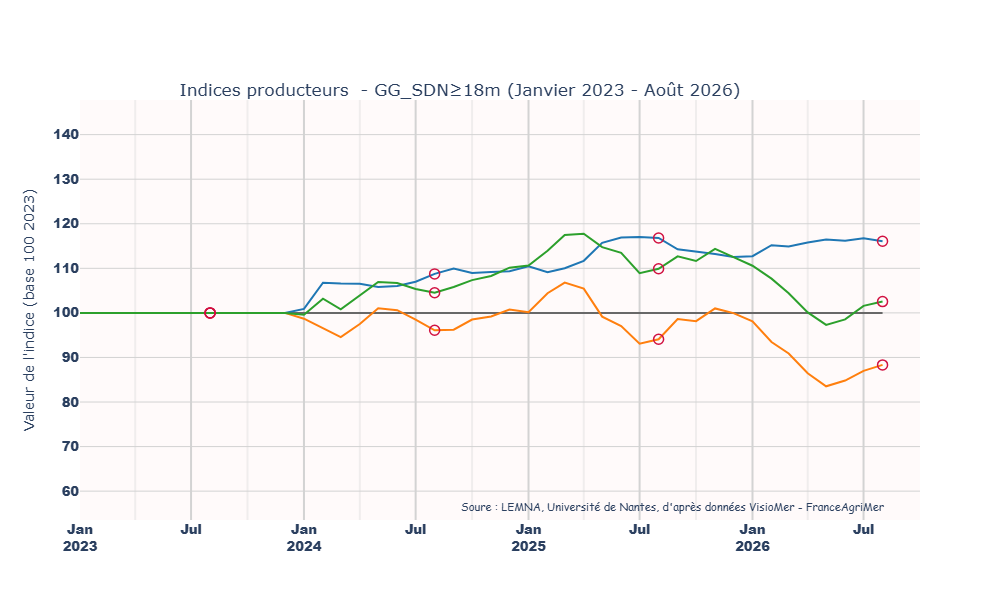 Indices producteurs  - GG_SDN≥18m (Janvier 2023 - Août 2026)
Valeur de l'indice (base 100 2023)
140
130
120
110
100
90
80
70
60
Soure : LEMNA, Université de Nantes, d'après données VisioMer - FranceAgriMer
Jan Jul Jan Jul Jan Jul Jan Jul
2023 2024 2025 2026